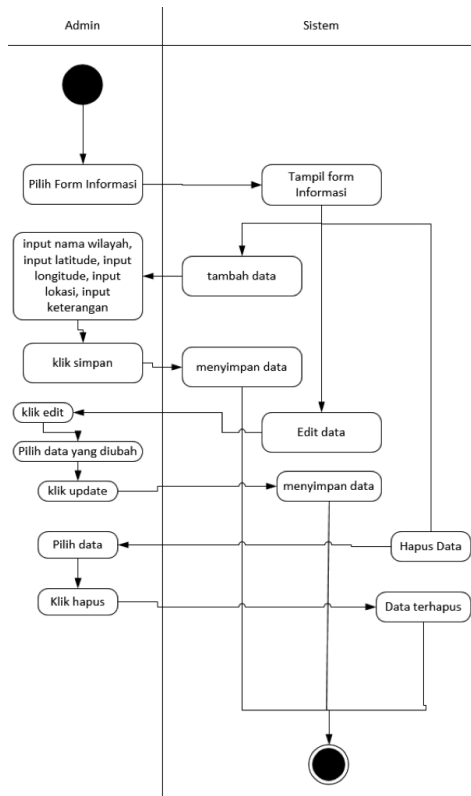 Admin
Sistem
Pilih Form Informasi
Tampil form
Informasi
input nama wilayah,
input latitude, input
longitude, input
lokasi, input
keterangan
tambah data
klik simpan
menyimpan data
klik edit
Edit data
Pilih data yang diubah
klik update
menyimpan data
Pilih data
Hapus Data
Klik hapus
Data terhapus